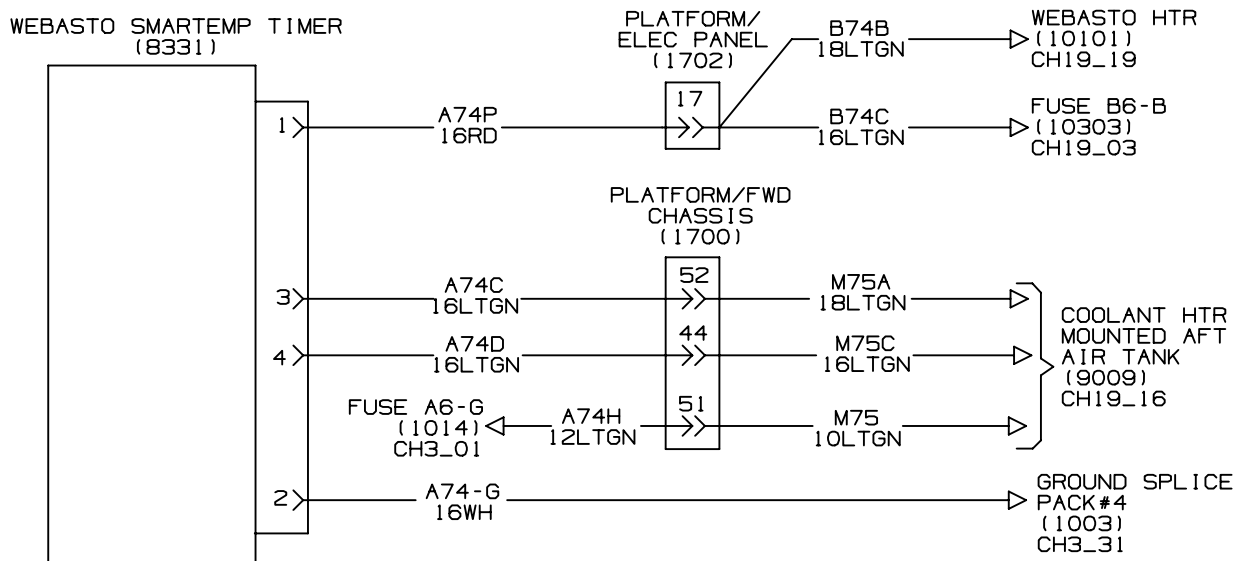 WEBASTO SMARTEMP TIMER
(8331)
PLATFORM/
ELEC PANEL
(1702)
B74B
18LTGN
WEBASTO HTR
(10101)
CH19_19
1
A74P
16RD
17
B74C
16LTGN
FUSE B6-B
(10303)
CH19_03
PLATFORM/FWD
CHASSIS
(1700)
3
A74C
16LTGN
52
M75A
18LTGN
4
A74D
16LTGN
44
M75C
16LTGN
COOLANT HTR
MOUNTED AFT
AIR TANK
(9009)
CH19_16
FUSE A6-G
(1014)
CH3_01
A74H
12LTGN
51
M75
10LTGN
2
A74-G
16WH
GROUND SPLICE
PACK#4
(1003)
CH3_31